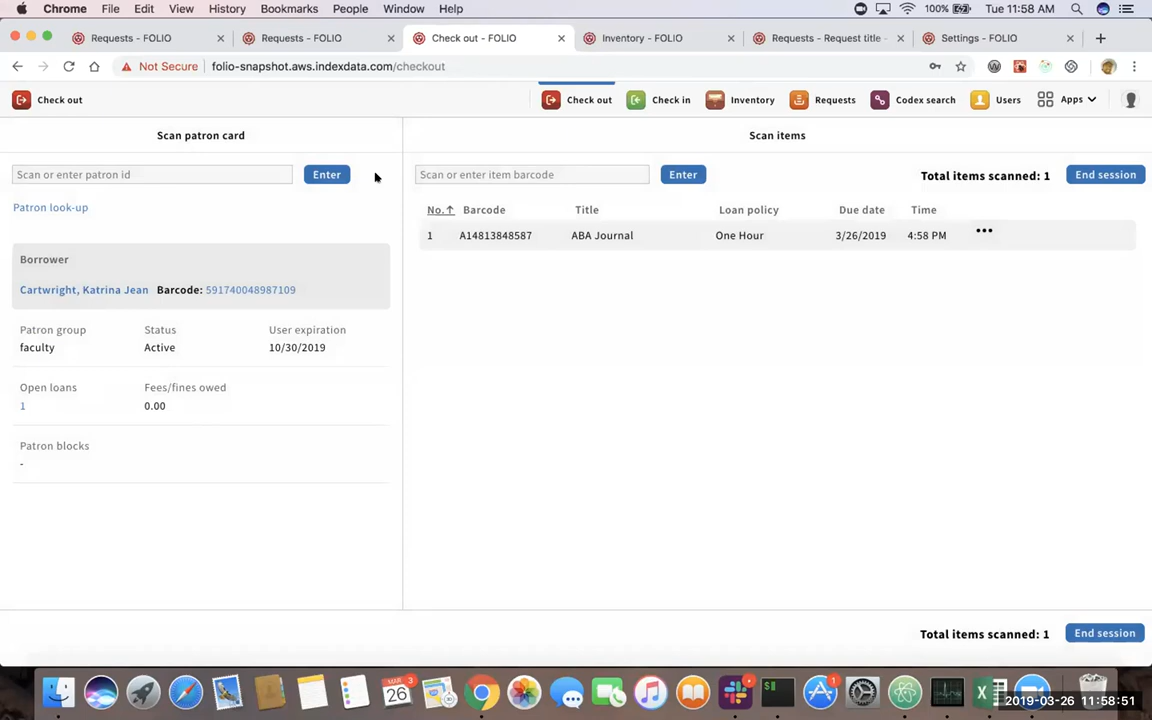 Chrome File Edit View History Bookmarks People Window Help 100% Tue 11:58 AM
Requests - FOLIO Requests - FOLIO Check out - FOLIO Inventory - FOLIO Requests - Request title - Settings - FOLIO
Not Secure folio-snapshot.aws.indexdata.com/checkout
Check out Check out Check in Inventory Requests Codex search Users Apps
Scan patron card Scan items
Scan or enter patron id Enter Scan or enter item barcode Enter Total items scanned: 1 End session
Patron look-up
No. Barcode Title Loan policy Due date Time
1 A14813848587 ABA Journal One Hour 3/26/2019 4:58 PM •••
Borrower
Cartwright, Katrina Jean Barcode: 591740048987109
Patron group Status User expiration
faculty Active 10/30/2019
Open loans Fees/fines owed
1 0.00
Patron blocks
-
Total items scanned: 1 End session
MAR 3
26
1
2019-03-26 11:58:51